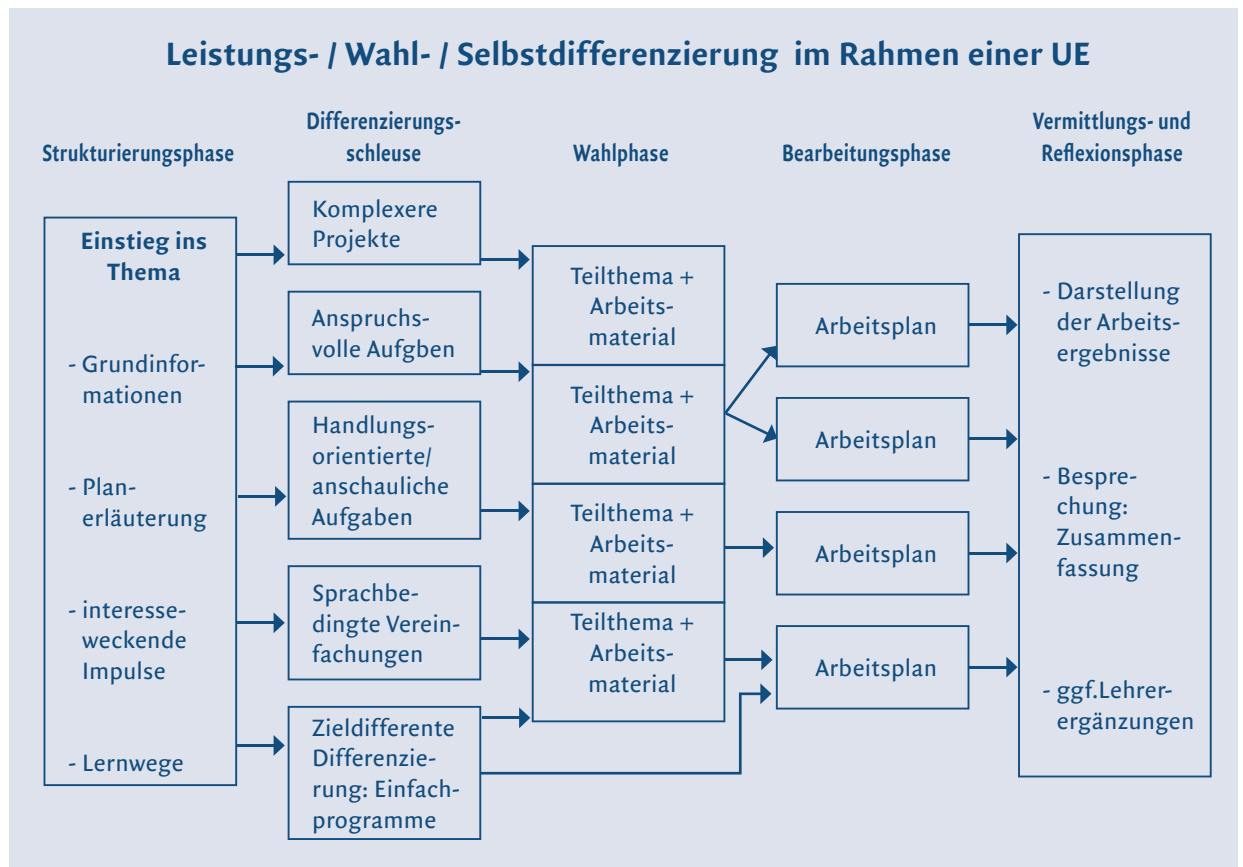 Leistungs- / Wahl- / Selbstdifferenzierung im Rahmen einer UE
Strukturierungsphase
Differenzierungs-
schleuse
Wahlphase
Bearbeitungsphase
Vermittlungs- und
Reflexionsphase
Einstieg ins
Thema
- Grundinfor-
mationen
- Plan-
erläuterung
- interesse-
weckende
Impulse
- Lernwege
Komplexere
Projekte
Anspruchs-
volle Aufgben
Handlungs-
orientierte/
anschauliche
Aufgaben
Sprachbe-
dingte Verein-
fachungen
Zieldifferente
Differenzie-
rung: Einfach-
programme
Teilthema +
Arbeits-
material
Teilthema +
Arbeits-
material
Teilthema +
Arbeits-
material
Teilthema +
Arbeits-
material
Arbeitsplan
Arbeitsplan
Arbeitsplan
Arbeitsplan
- Darstellung
der Arbeits-
ergebnisse
- Bespre-
chung:
Zusammen-
fassung
- ggf.Lehrer-
ergänzungen